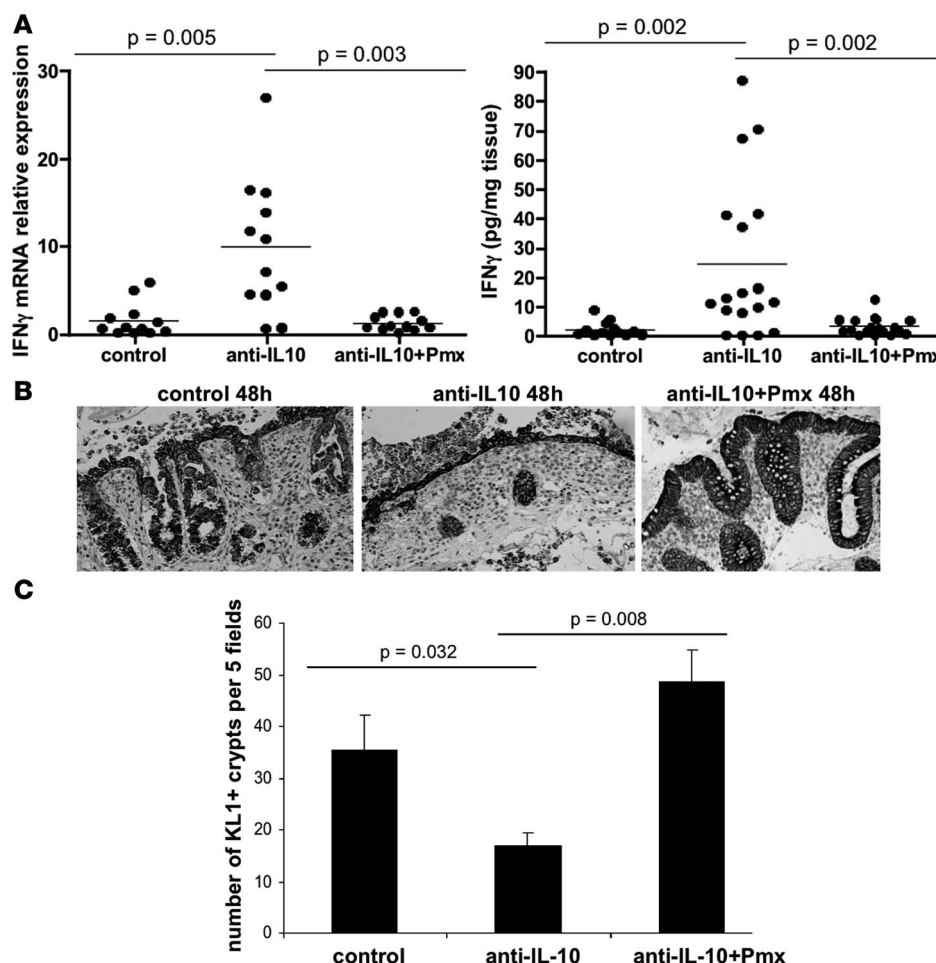 A
p = 0.005
p = 0.003
IFNγ mRNA relative expression
30
20
10
0
control
anti-IL10
anti-IL10+Pmx
p = 0.002
p = 0.002
IFNγ (pg/mg tissue)
90
80
70
60
50
40
30
20
10
0
control
anti-IL10
anti-IL10+Pmx
B
control 48h
anti-IL10 48h
anti-IL10+Pmx 48h
C
number of KL1+ crypts per 5 fields
60
50
40
30
20
10
0
p = 0.032
p = 0.008
control
anti-IL-10
anti-IL-10+Pmx